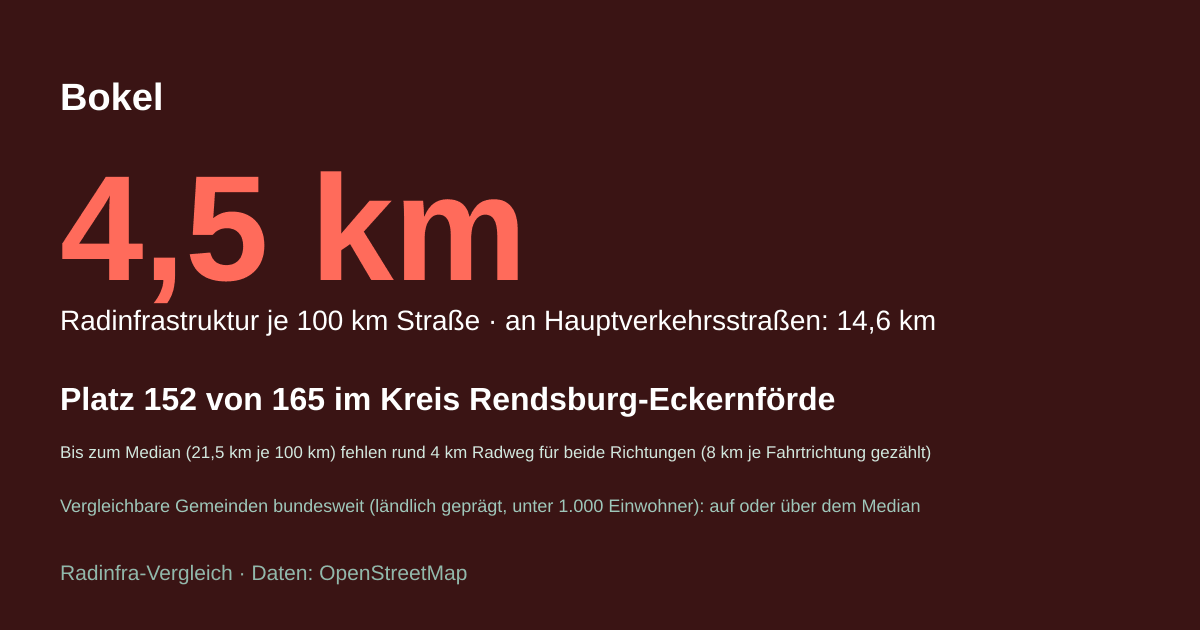 Bokel
4,5 km
Radinfrastruktur je 100 km Straße · an Hauptverkehrsstraßen: 14,6 km
Platz 152 von 165 im Kreis Rendsburg-Eckernförde
Bis zum Median (21,5 km je 100 km) fehlen rund 4 km Radweg für beide Richtungen (8 km je Fahrtrichtung gezählt)
Vergleichbare Gemeinden bundesweit (ländlich geprägt, unter 1.000 Einwohner): auf oder über dem Median
Radinfra-Vergleich · Daten: OpenStreetMap